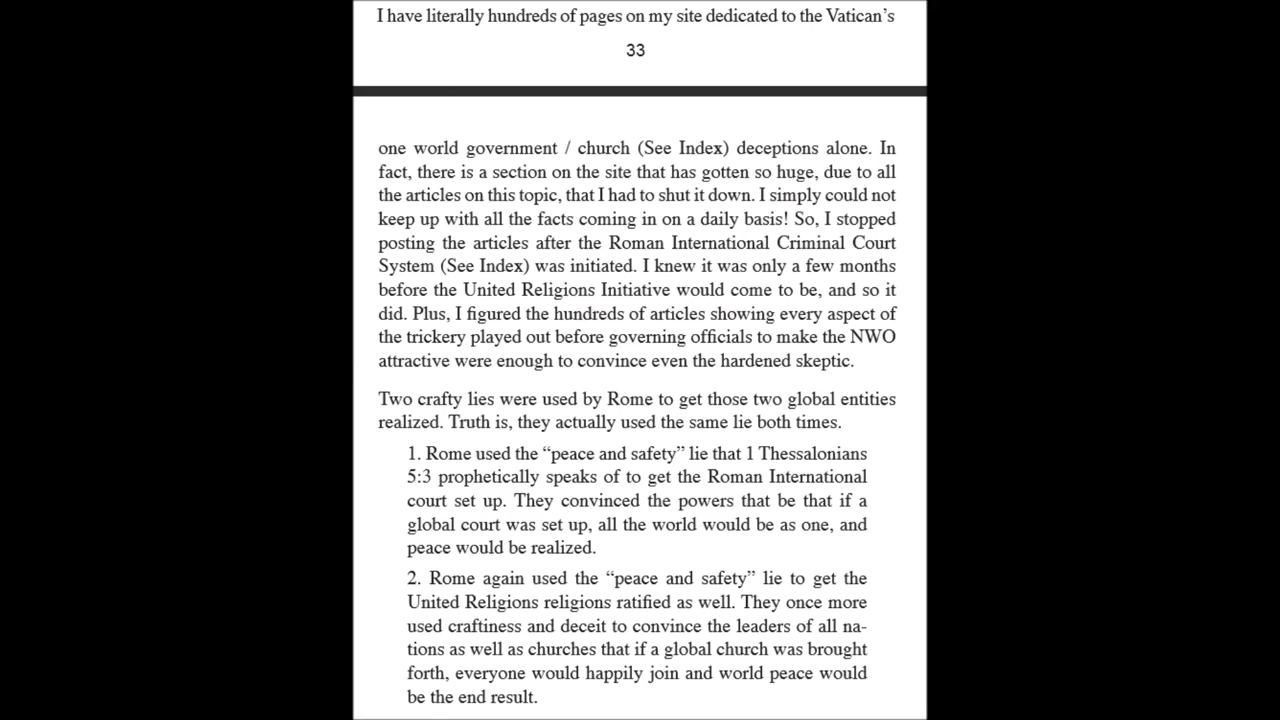 I have literally hundreds of pages on my site dedicated to the Vatican’s
33
one world government / church (See Index) deceptions alone. In
fact, there is a section on the site that has gotten so huge, due to all
the articles on this topic, that I had to shut it down. I simply could not
keep up with all the facts coming in on a daily basis! So, I stopped
posting the articles after the Roman International Criminal Court
System (See Index) was initiated. I knew it was only a few months
before the United Religions Initiative would come to be, and so it
did. Plus, I figured the hundreds of articles showing every aspect of
the trickery played out before governing officials to make the NWO
attractive were enough to convince even the hardened skeptic.
Two crafty lies were used by Rome to get those two global entities
realized. Truth is, they actually used the same lie both times.
1. Rome used the “peace and safety” lie that 1 Thessalonians
5:3 prophetically speaks of to get the Roman International
court set up. They convinced the powers that be that if a
global court was set up, all the world would be as one, and
peace would be realized.
2. Rome again used the “peace and safety” lie to get the
United Religions religions ratified as well. They once more
used craftiness and deceit to convince the leaders of all na-
tions as well as churches that if a global church was brought
forth, everyone would happily join and world peace would
be the end result.